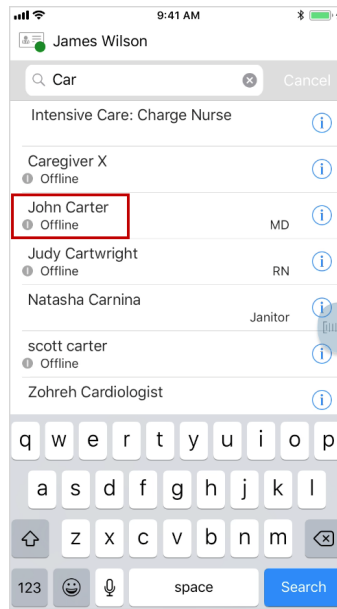 9:41 AM
James Wilson
Car
Cancel
Intensive Care: Charge Nurse
Caregiver X
Offline
John Carter
Offline
MD
Judy Cartwright
Offline
RN
Natasha Carnina
Janitor
scott carter
Offline
Zohreh Cardiologist
q w e r t y u i o p
a s d f g h j k l
z x c v b n m
123 space Search